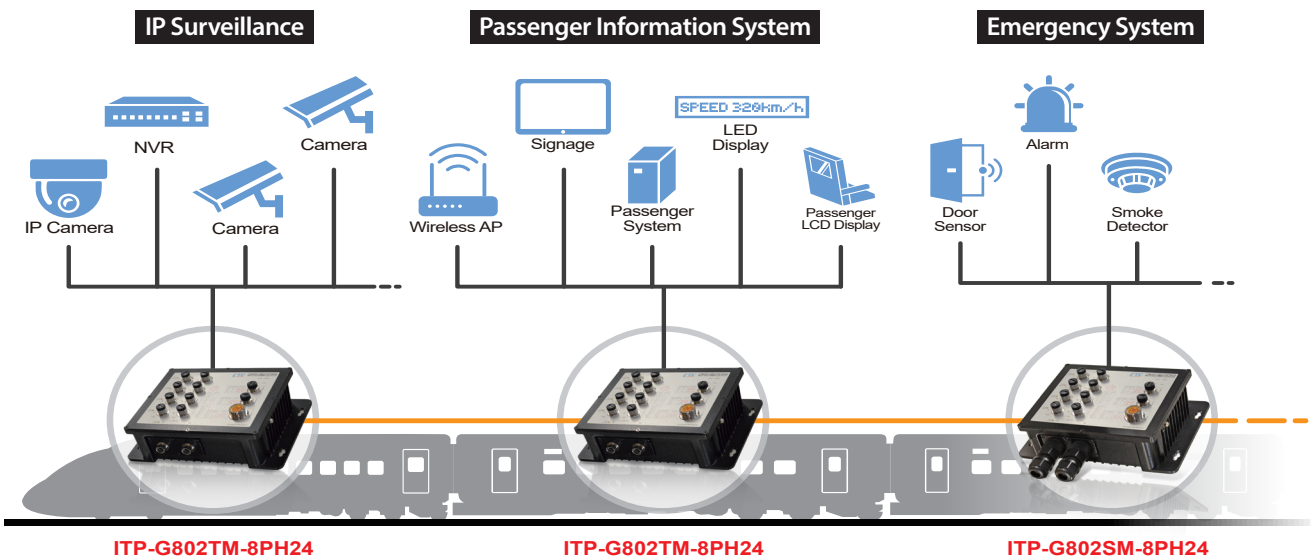 IP Surveillance
Passenger Information System
Emergency System
NVR
Camera
IP Camera
Camera
Signage
SPEED 320km/h
LED
Display
Wireless AP
Passenger
System
Passenger
LCD Display
Alarm
Door
Sensor
Smoke
Detector
ITP-G802TM-8PH24
ITP-G802TM-8PH24
ITP-G802SM-8PH24